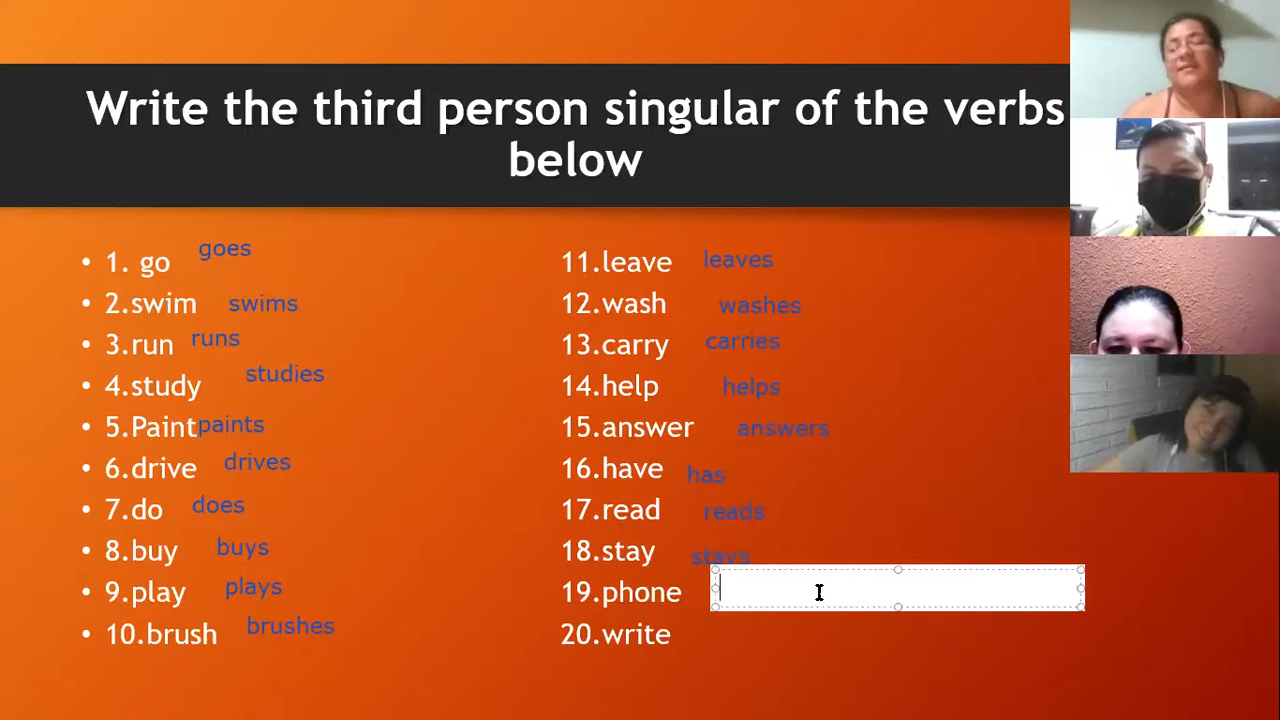 Write the third person singular of the verbs
below
• 1. go goes
• 2.swim swims
• 3.run runs
• 4.study studies
• 5.Paint paints
• 6.drive drives
• 7.do does
• 8.buy buys
• 9.play plays
• 10.brush brushes
11.leave leaves
12.wash washes
13.carry carries
14.help helps
15.answer answers
16.have has
17.read reads
18.stay stays
19.phone
20.write